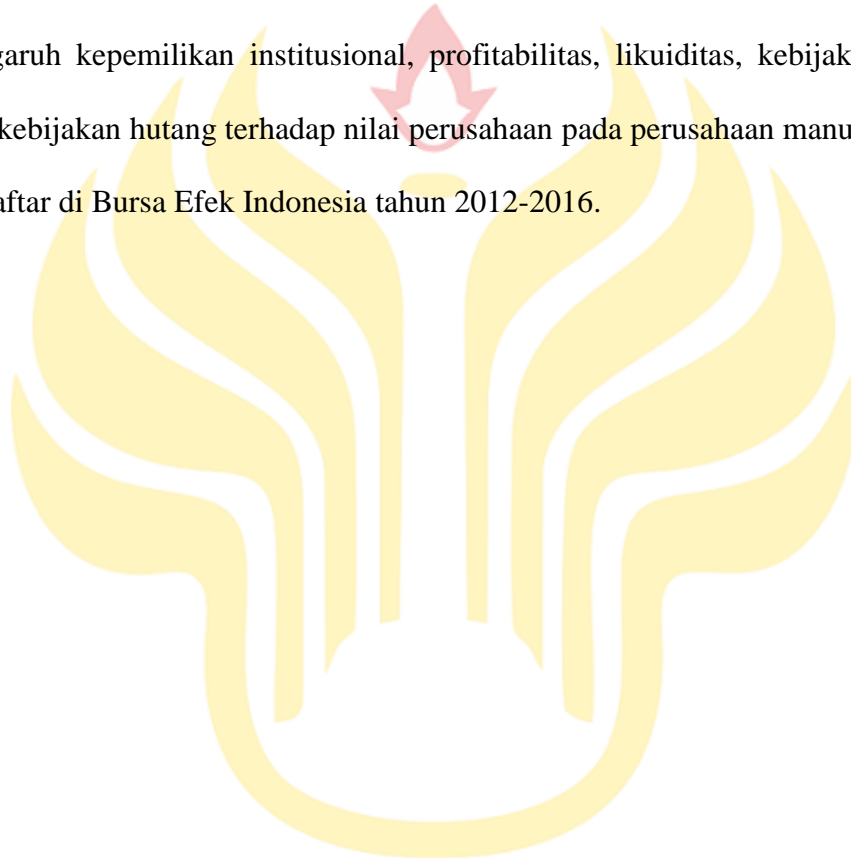 garuh kepemilikan institusional, profitabilitas, likuiditas, kebijak
kebijakan hutang terhadap nilai perusahaan pada perusahaan manu
aftar di Bursa Efek Indonesia tahun 2012-2016.